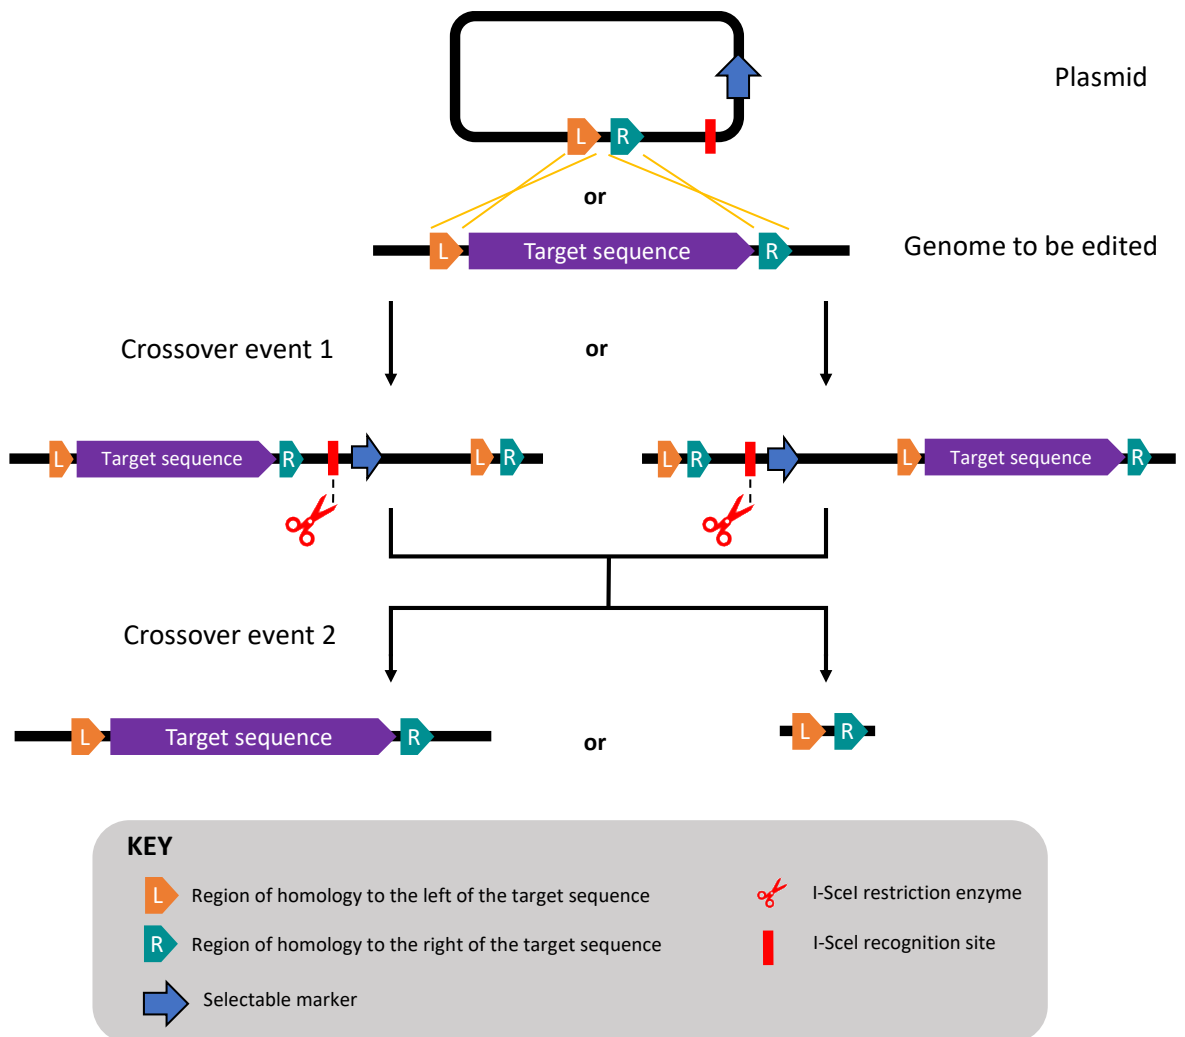 Plasmid
L R
or
L Target sequence R
Genome to be edited
Crossover event 1
or
L Target sequence R L R
L R L Target sequence R
Crossover event 2
L Target sequence R
or
L R
KEY
L Region of homology to the left of the target sequence
I-SceI restriction enzyme
R Region of homology to the right of the target sequence
I-SceI recognition site
Selectable marker